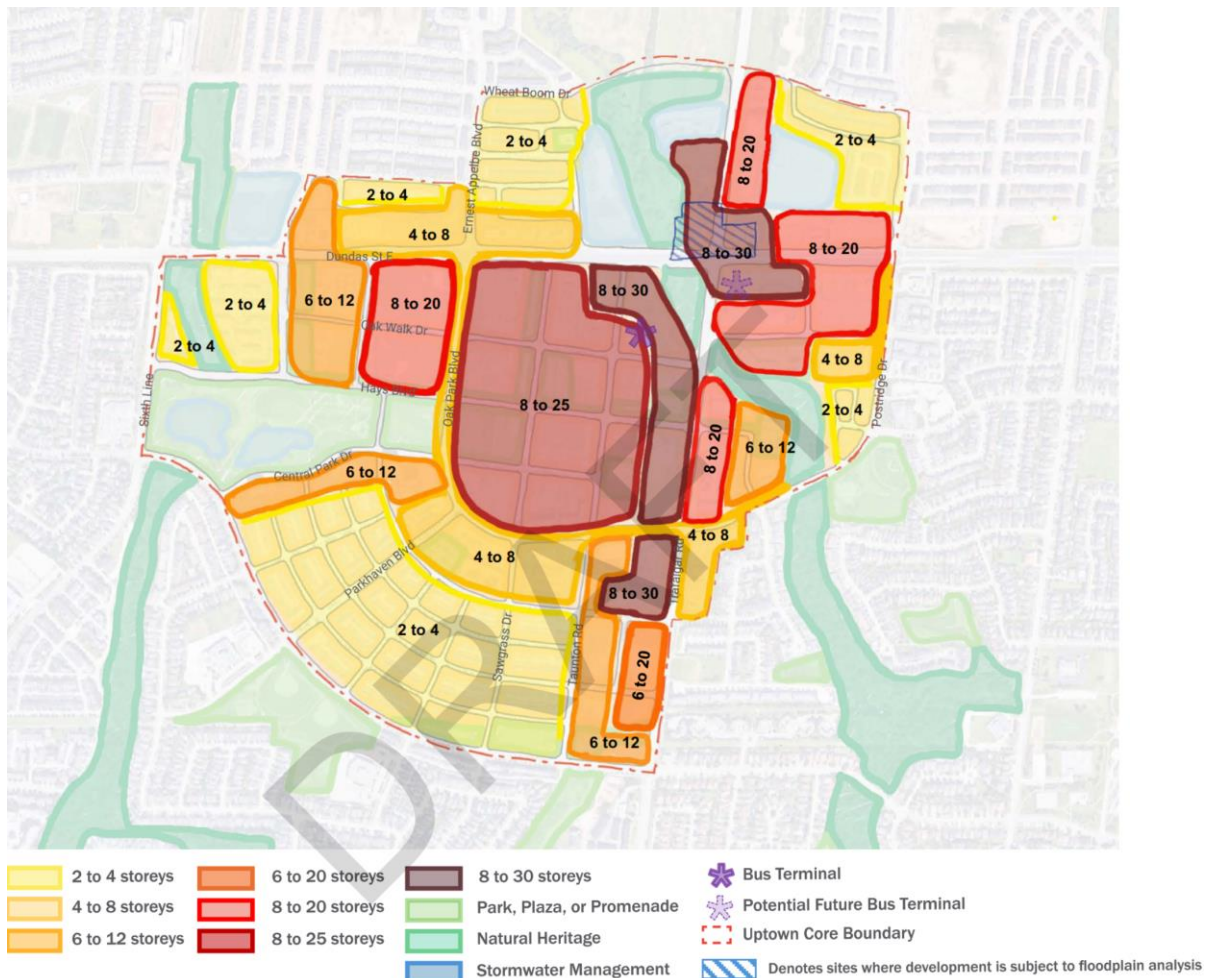 Wheat Boom Dr
2 to 4
Ernest Appelbe Blvd
8 to 20
2 to 4
2 to 4
4 to 8
Dundas St E
8 to 30
8 to 20
2 to 4
6 to 12
8 to 20
8 to 30
2 to 4
Oak Walk Dr
Oak Park Blvd
4 to 8
Postridge Dr
Sixth Line
Hays Blvd
8 to 25
2 to 4
8 to 20
6 to 12
Central Park Dr
6 to 12
4 to 8
4 to 8
Trafalgar Rd
Parkhaven Blvd
8 to 30
2 to 4
Sawgrass Dr
Taunton Rd
6 to 20
6 to 12
DRAFT
2 to 4 storeys
4 to 8 storeys
6 to 12 storeys
6 to 20 storeys
8 to 20 storeys
8 to 25 storeys
8 to 30 storeys
Park, Plaza, or Promenade
Natural Heritage
Stormwater Management
Bus Terminal
Potential Future Bus Terminal
Uptown Core Boundary
Denotes sites where development is subject to floodplain analysis